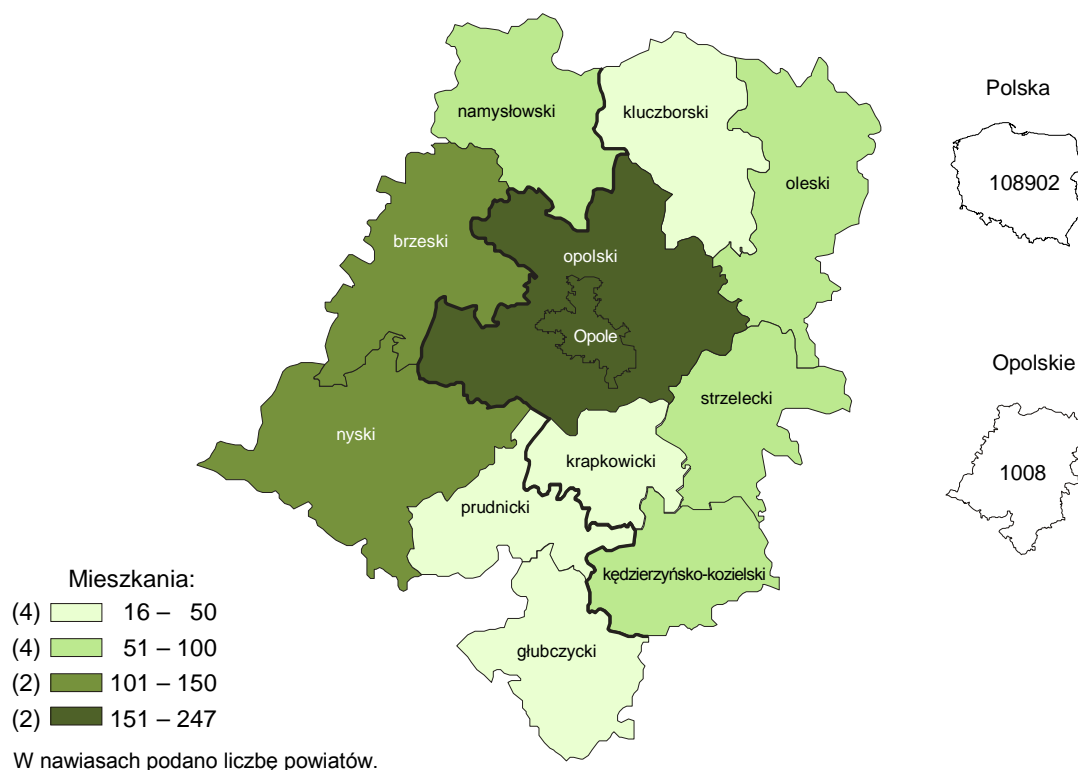 namysłowski
kluczborski
oleski
brzeski
opolski
Opole
strzelecki
nyski
krapkowicki
prudnicki
kędzierzyńsko-kozielski
głubczycki
Polska
108902
Opolskie
1008
Mieszkania:
(4) 16 – 50
(4) 51 – 100
(2) 101 – 150
(2) 151 – 247
W nawiasach podano liczbę powiatów.